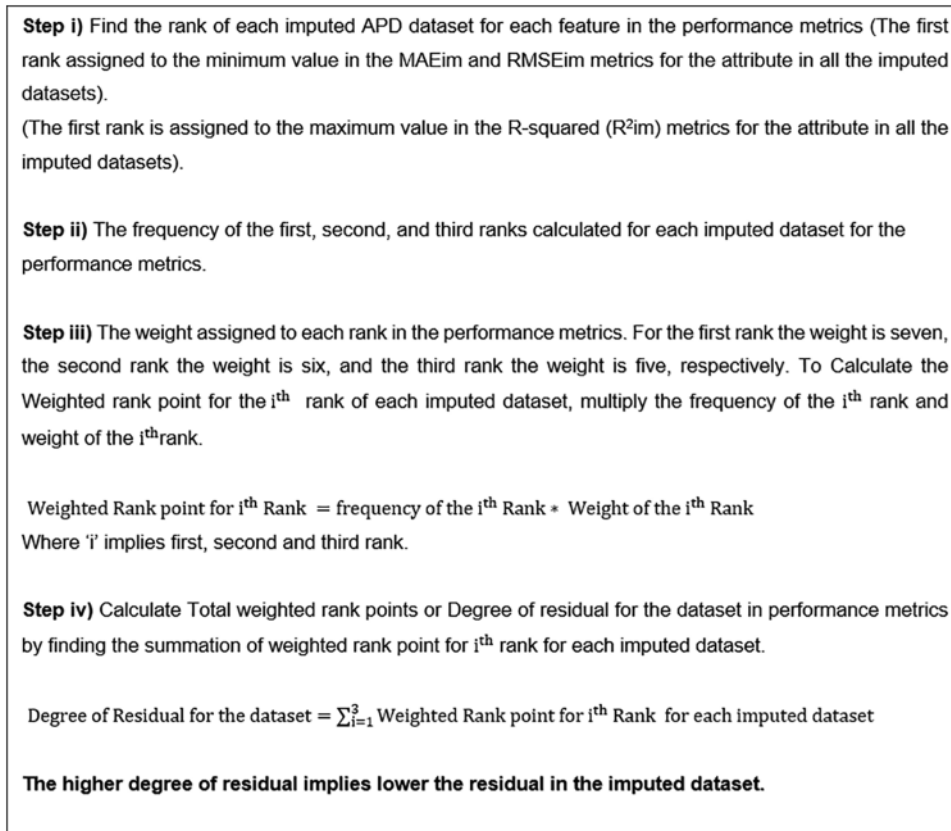 Step i) Find the rank of each imputed APD dataset for each feature in the performance metrics (The first
rank assigned to the minimum value in the MAEim and RMSEim metrics for the attribute in all the imputed
datasets).
(The first rank is assigned to the maximum value in the R-squared (R²im) metrics for the attribute in all the
imputed datasets).
Step ii) The frequency of the first, second, and third ranks calculated for each imputed dataset for the
performance metrics.
Step iii) The weight assigned to each rank in the performance metrics. For the first rank the weight is seven,
the second rank the weight is six, and the third rank the weight is five, respectively. To Calculate the
Weighted rank point for the iᵗʰ rank of each imputed dataset, multiply the frequency of the iᵗʰ rank and
weight of the iᵗʰrank.
Weighted Rank point for iᵗʰ Rank = frequency of the iᵗʰ Rank * Weight of the iᵗʰ Rank
Where ‘i’ implies first, second and third rank.
Step iv) Calculate Total weighted rank points or Degree of residual for the dataset in performance metrics
by finding the summation of weighted rank point for iᵗʰ rank for each imputed dataset.
Degree of Residual for the dataset = ∑³ᵢ₌₁ Weighted Rank point for iᵗʰ Rank for each imputed dataset
The higher degree of residual implies lower the residual in the imputed dataset.